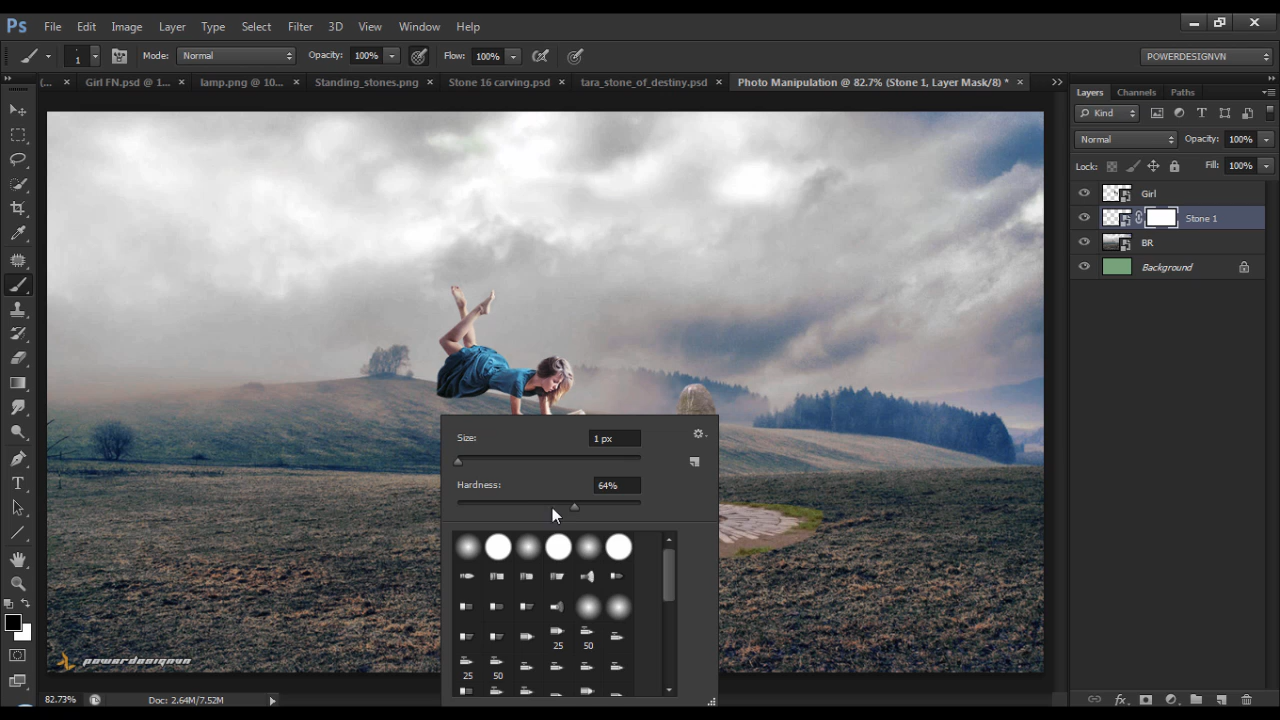 Ps File Edit Image Layer Type Select Filter 3D View Window Help
1 Mode: Normal Opacity: 100% Flow: 100% POWERDESIGNVN
(... × Girl FN.psd @ 1... × lamp.png @ 10... × Standing_stones.png × Stone 16 carving.psd × tara_stone_of_destiny.psd × Photo Manipulation @ 82.7% (Stone 1, Layer Mask/8) * ×
Layers Channels Paths
Kind
Normal Opacity: 100%
Lock: Fill: 100%
Girl
Stone 1
BR
Background
Size: 1 px
Hardness: 64%
25 50
25 50
powerdesignvn
82.73% Doc: 2.64M/7.52M